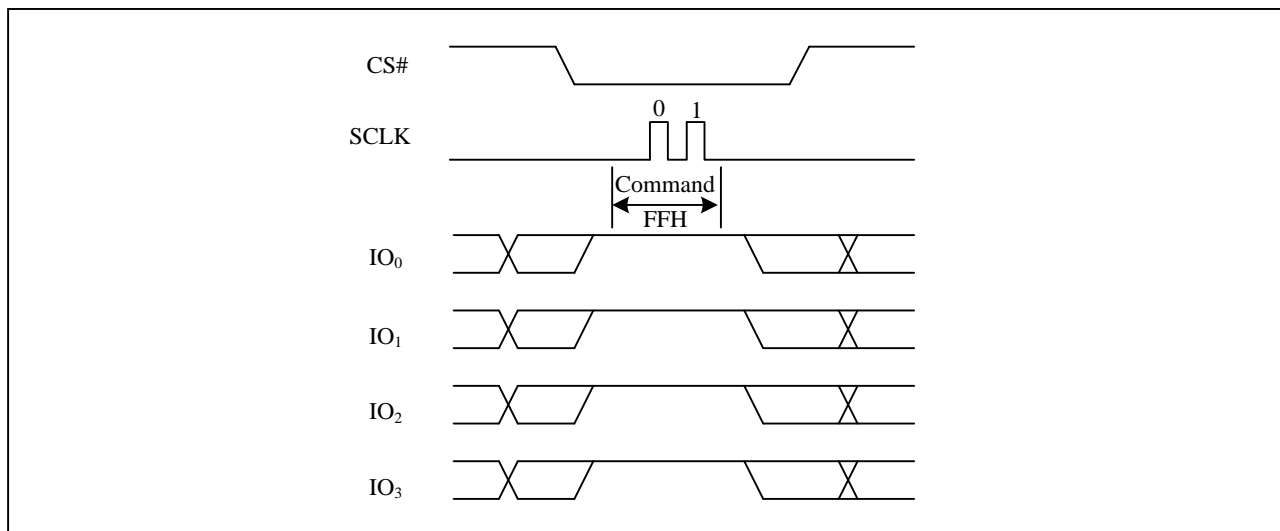 CS#
0 1
SCLK
Command
FFH
IO₀
IO₁
IO₂
IO₃